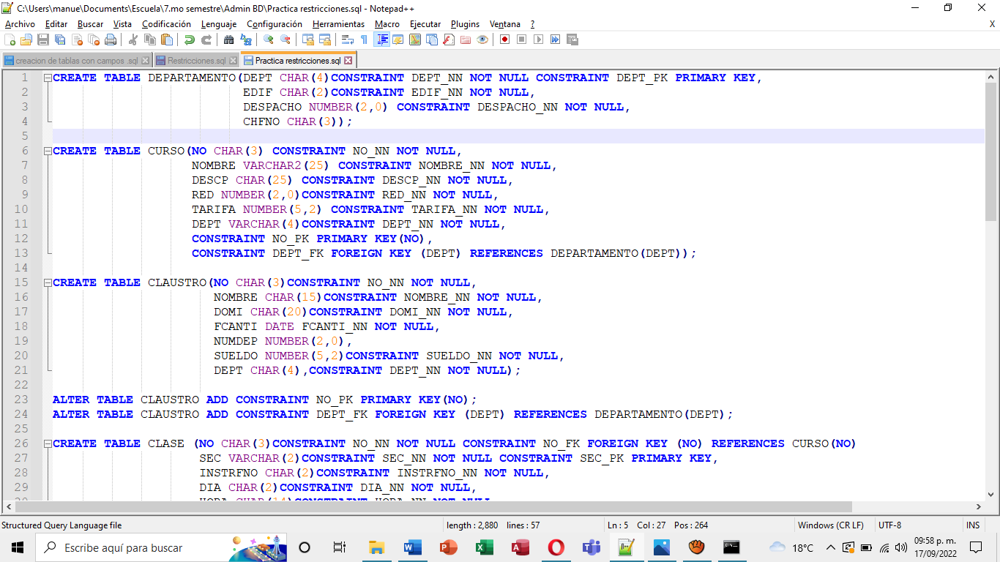 C:\Users\manue\Documents\Escuela\7.mo semestre\Admin BD\Practica restricciones.sql - Notepad++
Archivo Editar Buscar Vista Codificación Lenguaje Configuración Herramientas Macro Ejecutar Plugins Ventana ? X
creacion de tablas con campos .sql Restricciones.sql Practica restricciones.sql
1 CREATE TABLE DEPARTAMENTO(DEPT CHAR(4)CONSTRAINT DEPT_NN NOT NULL CONSTRAINT DEPT_PK PRIMARY KEY,
2 EDIF CHAR(2)CONSTRAINT EDIF_NN NOT NULL,
3 DESPACHO NUMBER(2,0) CONSTRAINT DESPACHO_NN NOT NULL,
4 CHFNO CHAR(3));
5
6 CREATE TABLE CURSO(NO CHAR(3) CONSTRAINT NO_NN NOT NULL,
7 NOMBRE VARCHAR2(25) CONSTRAINT NOMBRE_NN NOT NULL,
8 DESCP CHAR(25) CONSTRAINT DESCP_NN NOT NULL,
9 RED NUMBER(2,0)CONSTRAINT RED_NN NOT NULL,
10 TARIFA NUMBER(5,2) CONSTRAINT TARIFA_NN NOT NULL,
11 DEPT VARCHAR(4)CONSTRAINT DEPT_NN NOT NULL,
12 CONSTRAINT NO_PK PRIMARY KEY(NO),
13 CONSTRAINT DEPT_FK FOREIGN KEY (DEPT) REFERENCES DEPARTAMENTO(DEPT));
14
15 CREATE TABLE CLAUSTRO(NO CHAR(3)CONSTRAINT NO_NN NOT NULL,
16 NOMBRE CHAR(15)CONSTRAINT NOMBRE_NN NOT NULL,
17 DOMI CHAR(20)CONSTRAINT DOMI_NN NOT NULL,
18 FCANTI DATE FCANTI_NN NOT NULL,
19 NUMDEP NUMBER(2,0),
20 SUELDO NUMBER(5,2)CONSTRAINT SUELDO_NN NOT NULL,
21 DEPT CHAR(4),CONSTRAINT DEPT_NN NOT NULL);
22
23 ALTER TABLE CLAUSTRO ADD CONSTRAINT NO_PK PRIMARY KEY(NO);
24 ALTER TABLE CLAUSTRO ADD CONSTRAINT DEPT_FK FOREIGN KEY (DEPT) REFERENCES DEPARTAMENTO(DEPT);
25
26 CREATE TABLE CLASE (NO CHAR(3)CONSTRAINT NO_NN NOT NULL CONSTRAINT NO_FK FOREIGN KEY (NO) REFERENCES CURSO(NO)
27 SEC VARCHAR(2)CONSTRAINT SEC_NN NOT NULL CONSTRAINT SEC_PK PRIMARY KEY,
28 INSTRFNO CHAR(2)CONSTRAINT INSTRFNO_NN NOT NULL,
29 DIA CHAR(2)CONSTRAINT DIA_NN NOT NULL,
Structured Query Language file length : 2,880 lines : 57 Ln : 5 Col : 27 Pos : 264 Windows (CR LF) UTF-8 INS
Escribe aquí para buscar 18°C 09:58 p. m.
17/09/2022